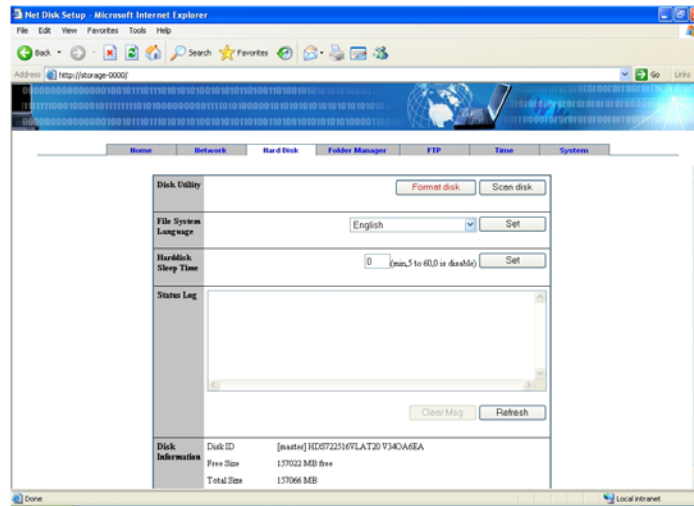 Net Disk Setup - Microsoft Internet Explorer
File Edit View Favorites Tools Help
Back Search Favorites
Address http://storage-0000/ Go Links
Home Network Hard Disk Folder Manager FTP Time System
Disk Utility Format disk Scan disk
File System Language English Set
Harddisk Sleep Time 0 (min,5 to 60,0 is disable) Set
Status Log
Clear Msg Refresh
Disk Information
Disk ID [master] HDS722516VLAT20 V34OA6EA
Free Size 157022 MB free
Total Size 157066 MB
Done Local intranet